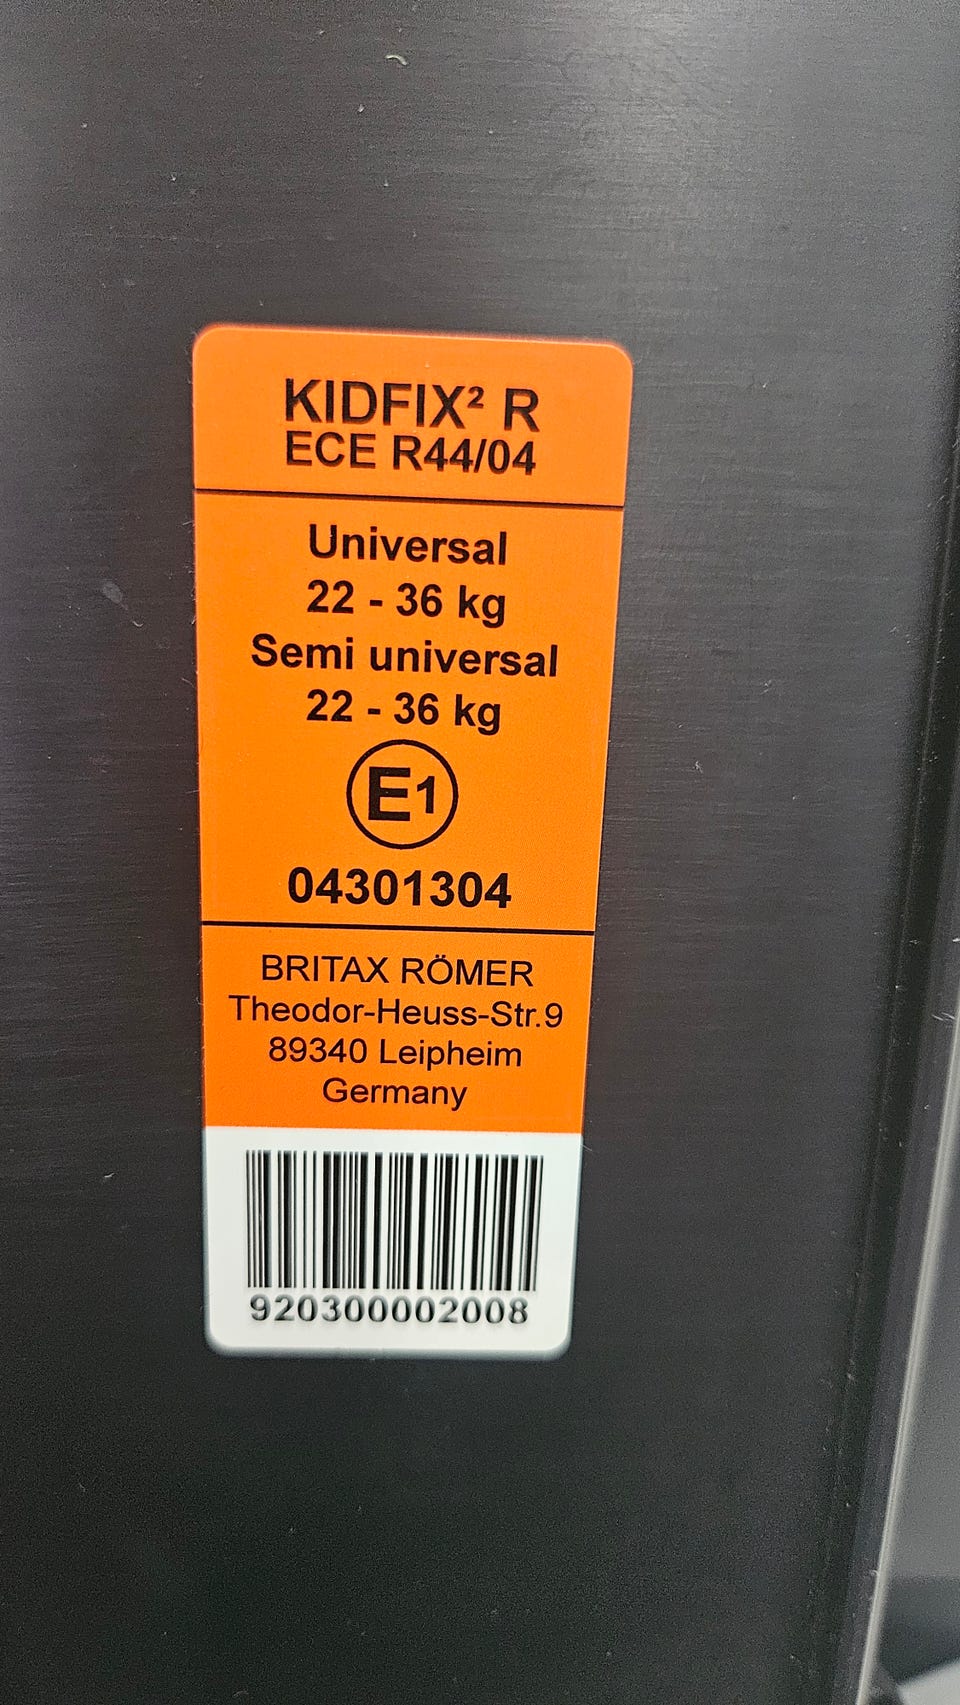 KIDFIX² R
ECE R44/04
Universal
22 - 36 kg
Semi universal
22 - 36 kg
E1
04301304
BRITAX RÖMER
Theodor-Heuss-Str.9
89340 Leipheim
Germany
920300002008